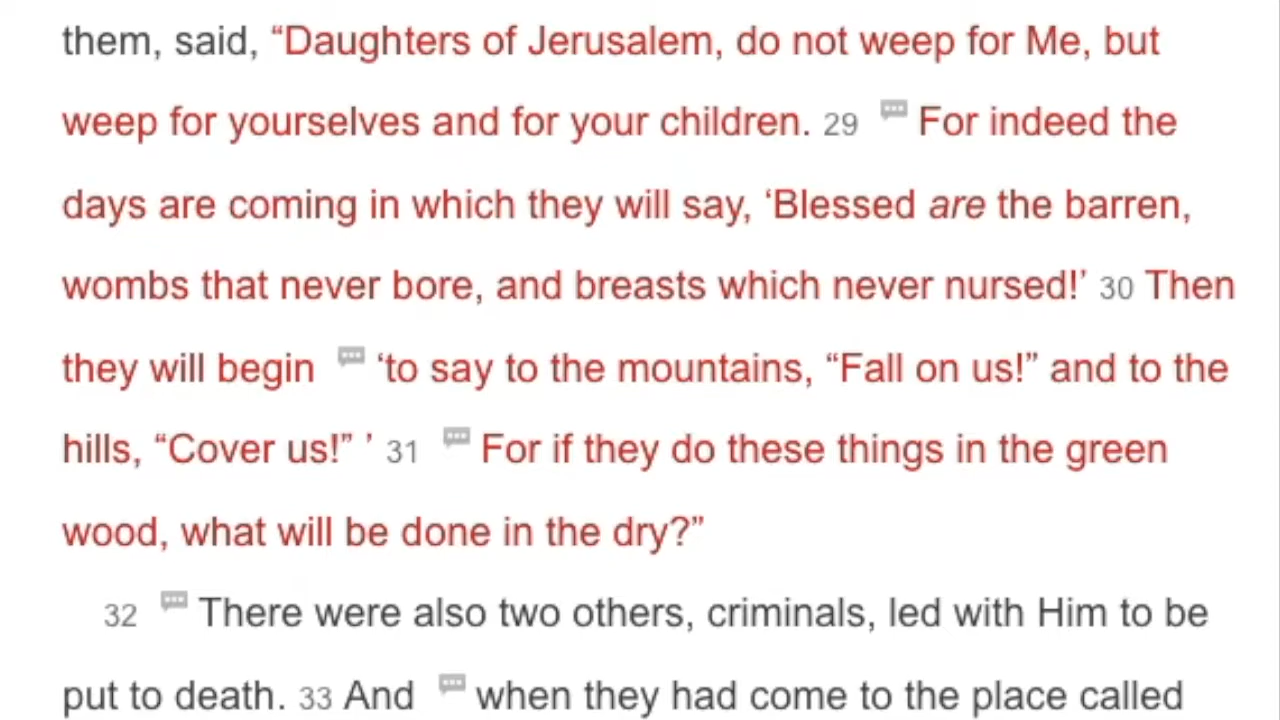 them, said, “Daughters of Jerusalem, do not weep for Me, but
weep for yourselves and for your children. 29 For indeed the
days are coming in which they will say, ‘Blessed are the barren,
wombs that never bore, and breasts which never nursed!’ 30 Then
they will begin ‘to say to the mountains, “Fall on us!” and to the
hills, “Cover us!” ’ 31 For if they do these things in the green
wood, what will be done in the dry?”
32 There were also two others, criminals, led with Him to be
put to death. 33 And when they had come to the place called